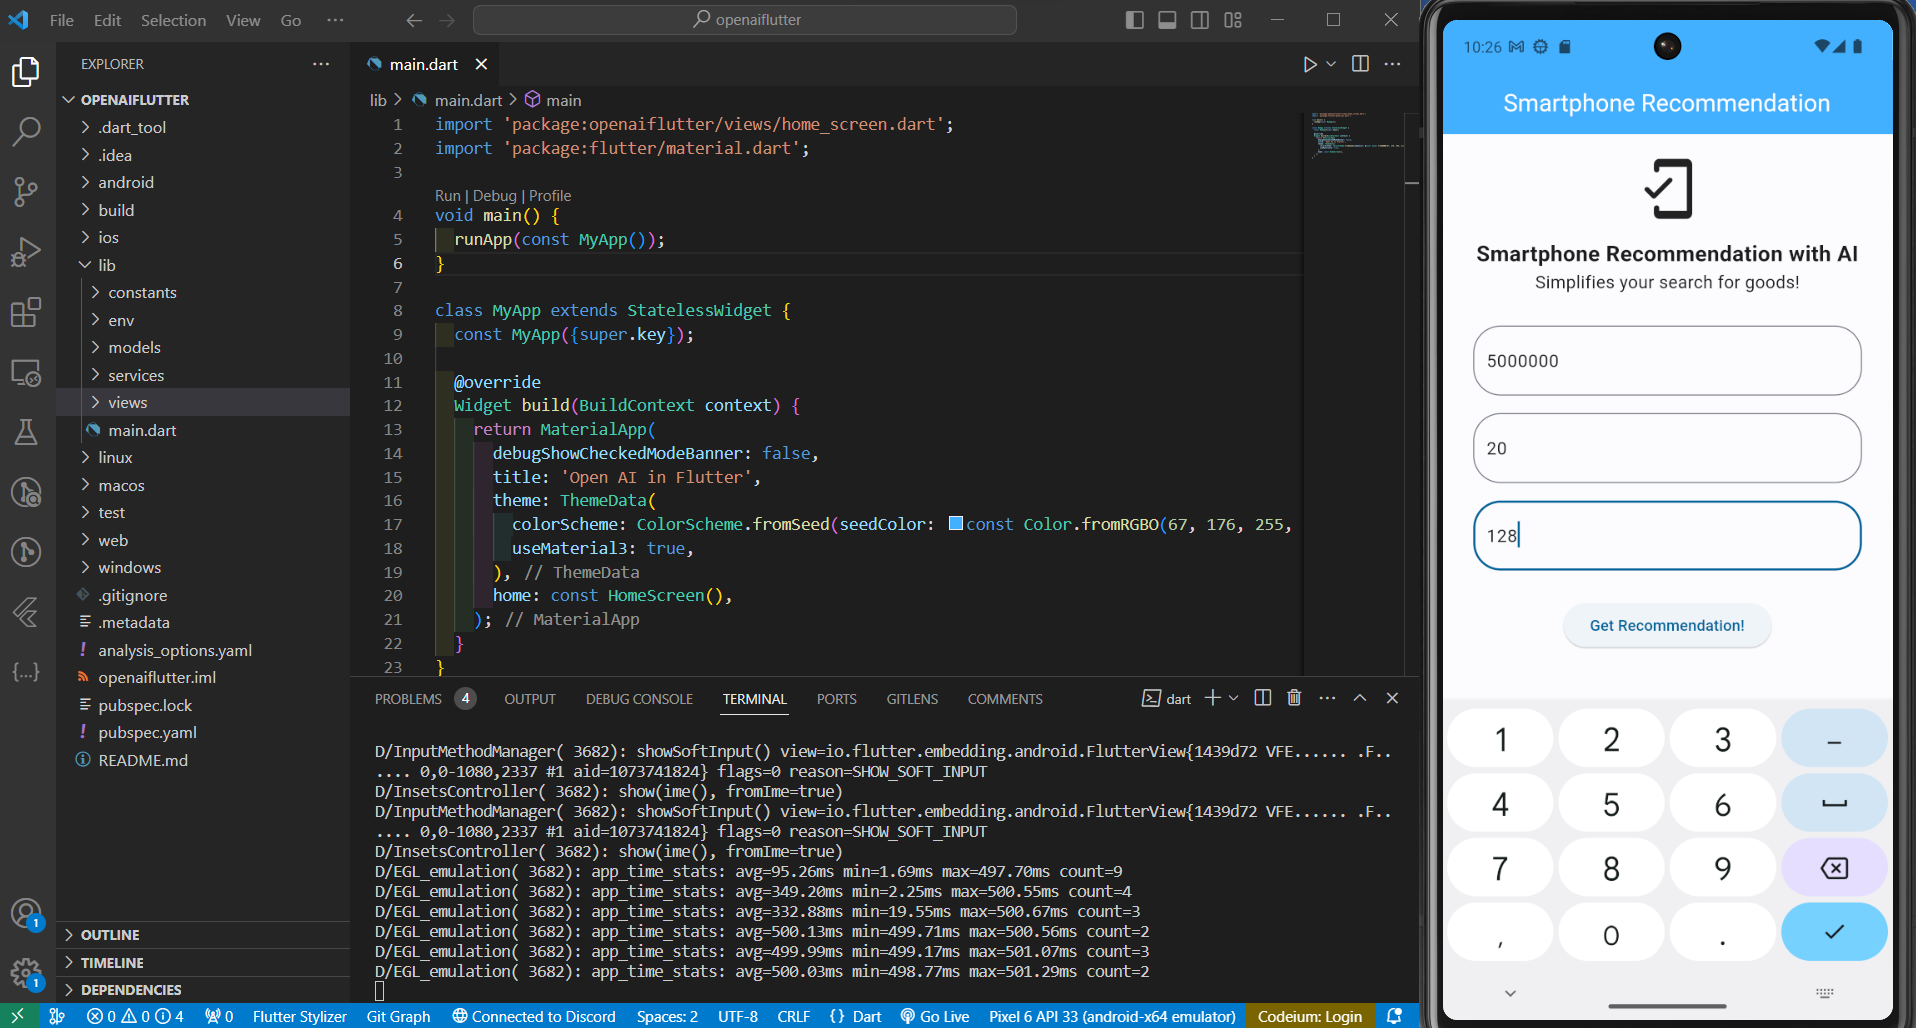 File Edit Selection View Go ··· openaiflutter
EXPLORER ···
OPENAIFLUTTER
.dart_tool
.idea
android
build
ios
lib
constants
env
models
services
views
main.dart
linux
macos
test
web
windows
.gitignore
.metadata
analysis_options.yaml
openaiflutter.iml
pubspec.lock
pubspec.yaml
README.md
OUTLINE
TIMELINE
DEPENDENCIES
1
1
main.dart
lib > main.dart > main
1 import 'package:openaiflutter/views/home_screen.dart';
2 import 'package:flutter/material.dart';
3
Run | Debug | Profile
4 void main() {
5 runApp(const MyApp());
6 }
7
8 class MyApp extends StatelessWidget {
9 const MyApp({super.key});
10
11 @override
12 Widget build(BuildContext context) {
13 return MaterialApp(
14 debugShowCheckedModeBanner: false,
15 title: 'Open AI in Flutter',
16 theme: ThemeData(
17 colorScheme: ColorScheme.fromSeed(seedColor: const Color.fromRGBO(67, 176, 255,
18 useMaterial3: true,
19 ), // ThemeData
20 home: const HomeScreen(),
21 ); // MaterialApp
22 }
23 }
PROBLEMS 4 OUTPUT DEBUG CONSOLE TERMINAL PORTS GITLENS COMMENTS dart
D/InputMethodManager( 3682): showSoftInput() view=io.flutter.embedding.android.FlutterView{1439d72 VFE...... .F..
.... 0,0-1080,2337 #1 aid=1073741824} flags=0 reason=SHOW_SOFT_INPUT
D/InsetsController( 3682): show(ime(), fromIme=true)
D/InputMethodManager( 3682): showSoftInput() view=io.flutter.embedding.android.FlutterView{1439d72 VFE...... .F..
.... 0,0-1080,2337 #1 aid=1073741824} flags=0 reason=SHOW_SOFT_INPUT
D/InsetsController( 3682): show(ime(), fromIme=true)
D/EGL_emulation( 3682): app_time_stats: avg=95.26ms min=1.69ms max=497.70ms count=9
D/EGL_emulation( 3682): app_time_stats: avg=349.20ms min=2.25ms max=500.55ms count=4
D/EGL_emulation( 3682): app_time_stats: avg=332.88ms min=19.55ms max=500.67ms count=3
D/EGL_emulation( 3682): app_time_stats: avg=500.13ms min=499.71ms max=500.56ms count=2
D/EGL_emulation( 3682): app_time_stats: avg=499.99ms min=499.17ms max=501.07ms count=3
D/EGL_emulation( 3682): app_time_stats: avg=500.03ms min=498.77ms max=501.29ms count=2
0 0 4 0 Flutter Stylizer Git Graph Connected to Discord Spaces: 2 UTF-8 CRLF {} Dart Go Live Pixel 6 API 33 (android-x64 emulator) Codeium: Login
10:26
Smartphone Recommendation
Smartphone Recommendation with AI
Simplifies your search for goods!
5000000
20
128
Get Recommendation!
1 2 3 –
4 5 6
7 8 9
, 0 .